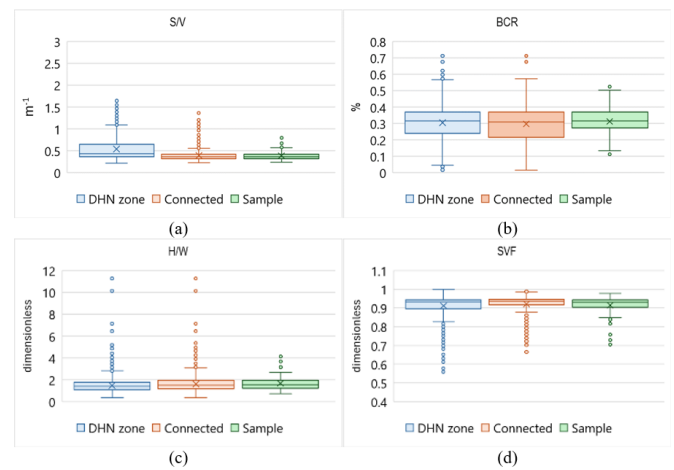 S/V
3
2.5
2
1.5
1
0.5
0
m-1
DHN zone Connected Sample
(a)
BCR
0.8
0.7
0.6
0.5
0.4
0.3
0.2
0.1
0
%
DHN zone Connected Sample
(b)
H/W
12
10
8
6
4
2
0
dimensionless
DHN zone Connected Sample
(c)
SVF
1.1
1
0.9
0.8
0.7
0.6
0.5
0.4
dimensionless
DHN zone Connected Sample
(d)